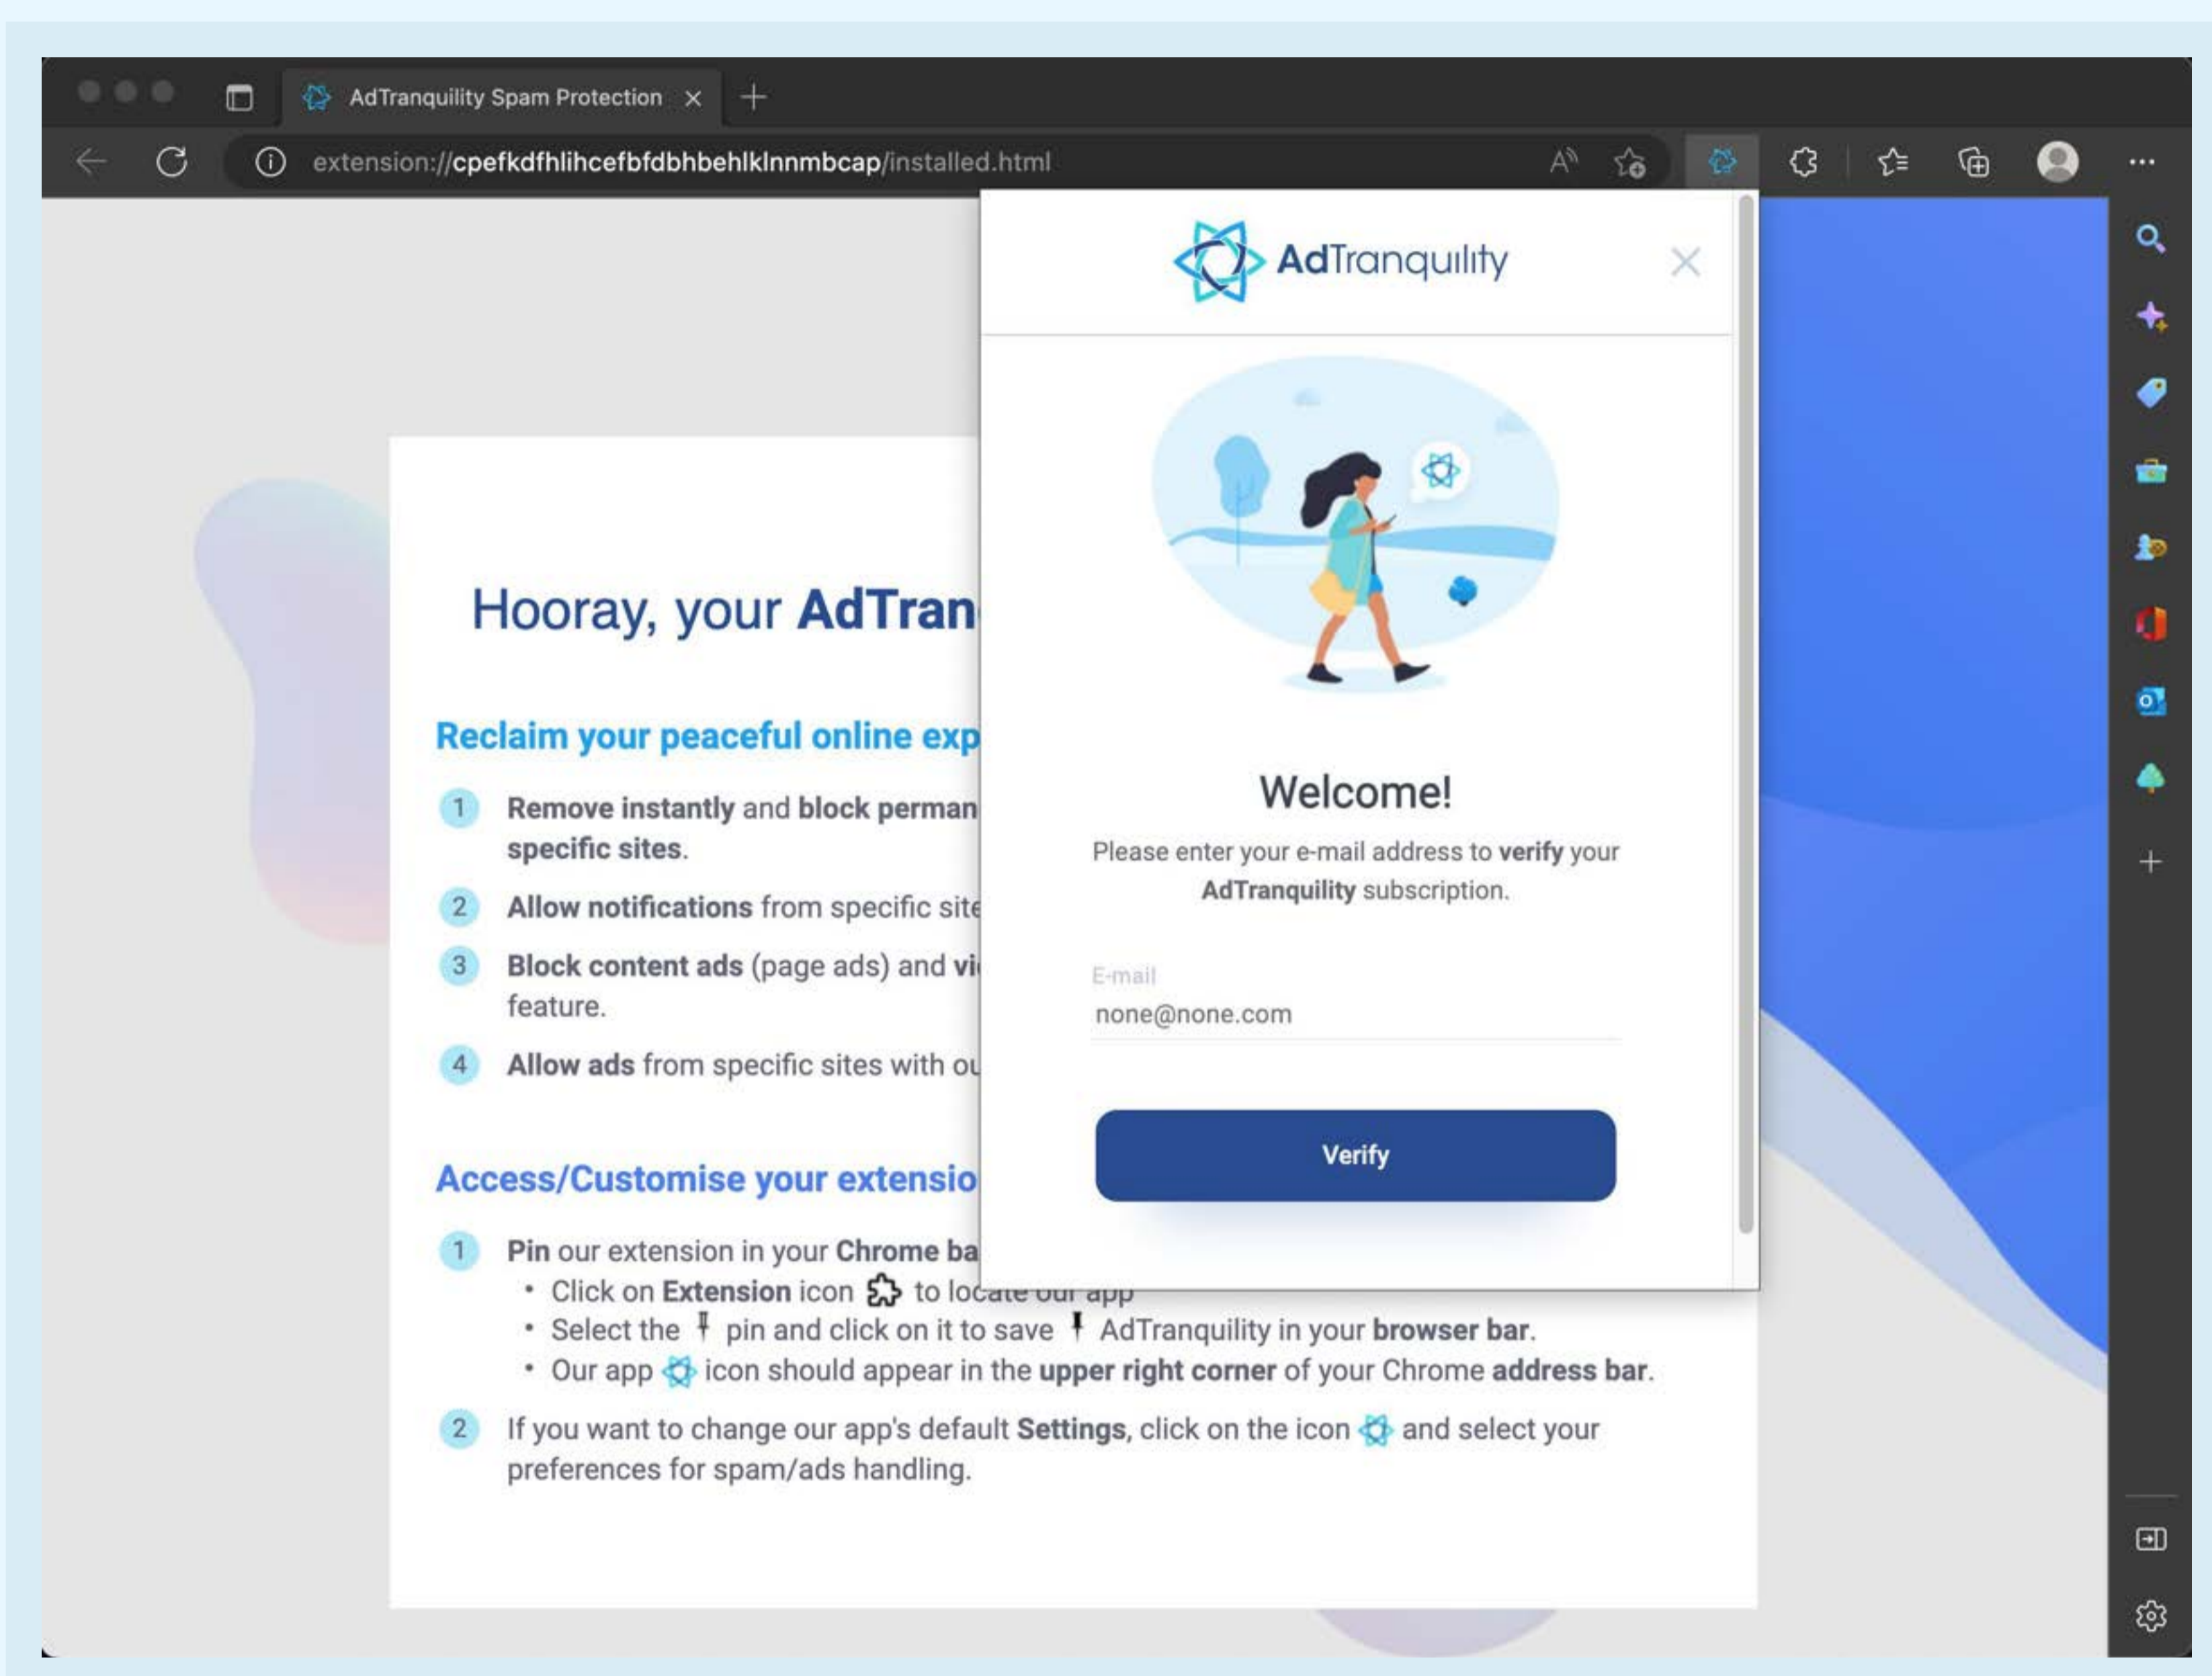 AdTranquility Spam Protection
extension://cpefkdfhlihcefbfdbhbehlklnnmbcap/installed.html
AdTranquility
Welcome!
Please enter your e-mail address to verify your
AdTranquility subscription.
E-mail
none@none.com
Verify
Hooray, your AdTran
Reclaim your peaceful online exp
1 Remove instantly and block perman
specific sites.
2 Allow notifications from specific site
3 Block content ads (page ads) and vi
feature.
4 Allow ads from specific sites with ou
Access/Customise your extensio
1 Pin our extension in your Chrome ba
• Click on Extension icon to locate our app
• Select the pin and click on it to save AdTranquility in your browser bar.
• Our app icon should appear in the upper right corner of your Chrome address bar.
2 If you want to change our app's default Settings, click on the icon and select your
preferences for spam/ads handling.